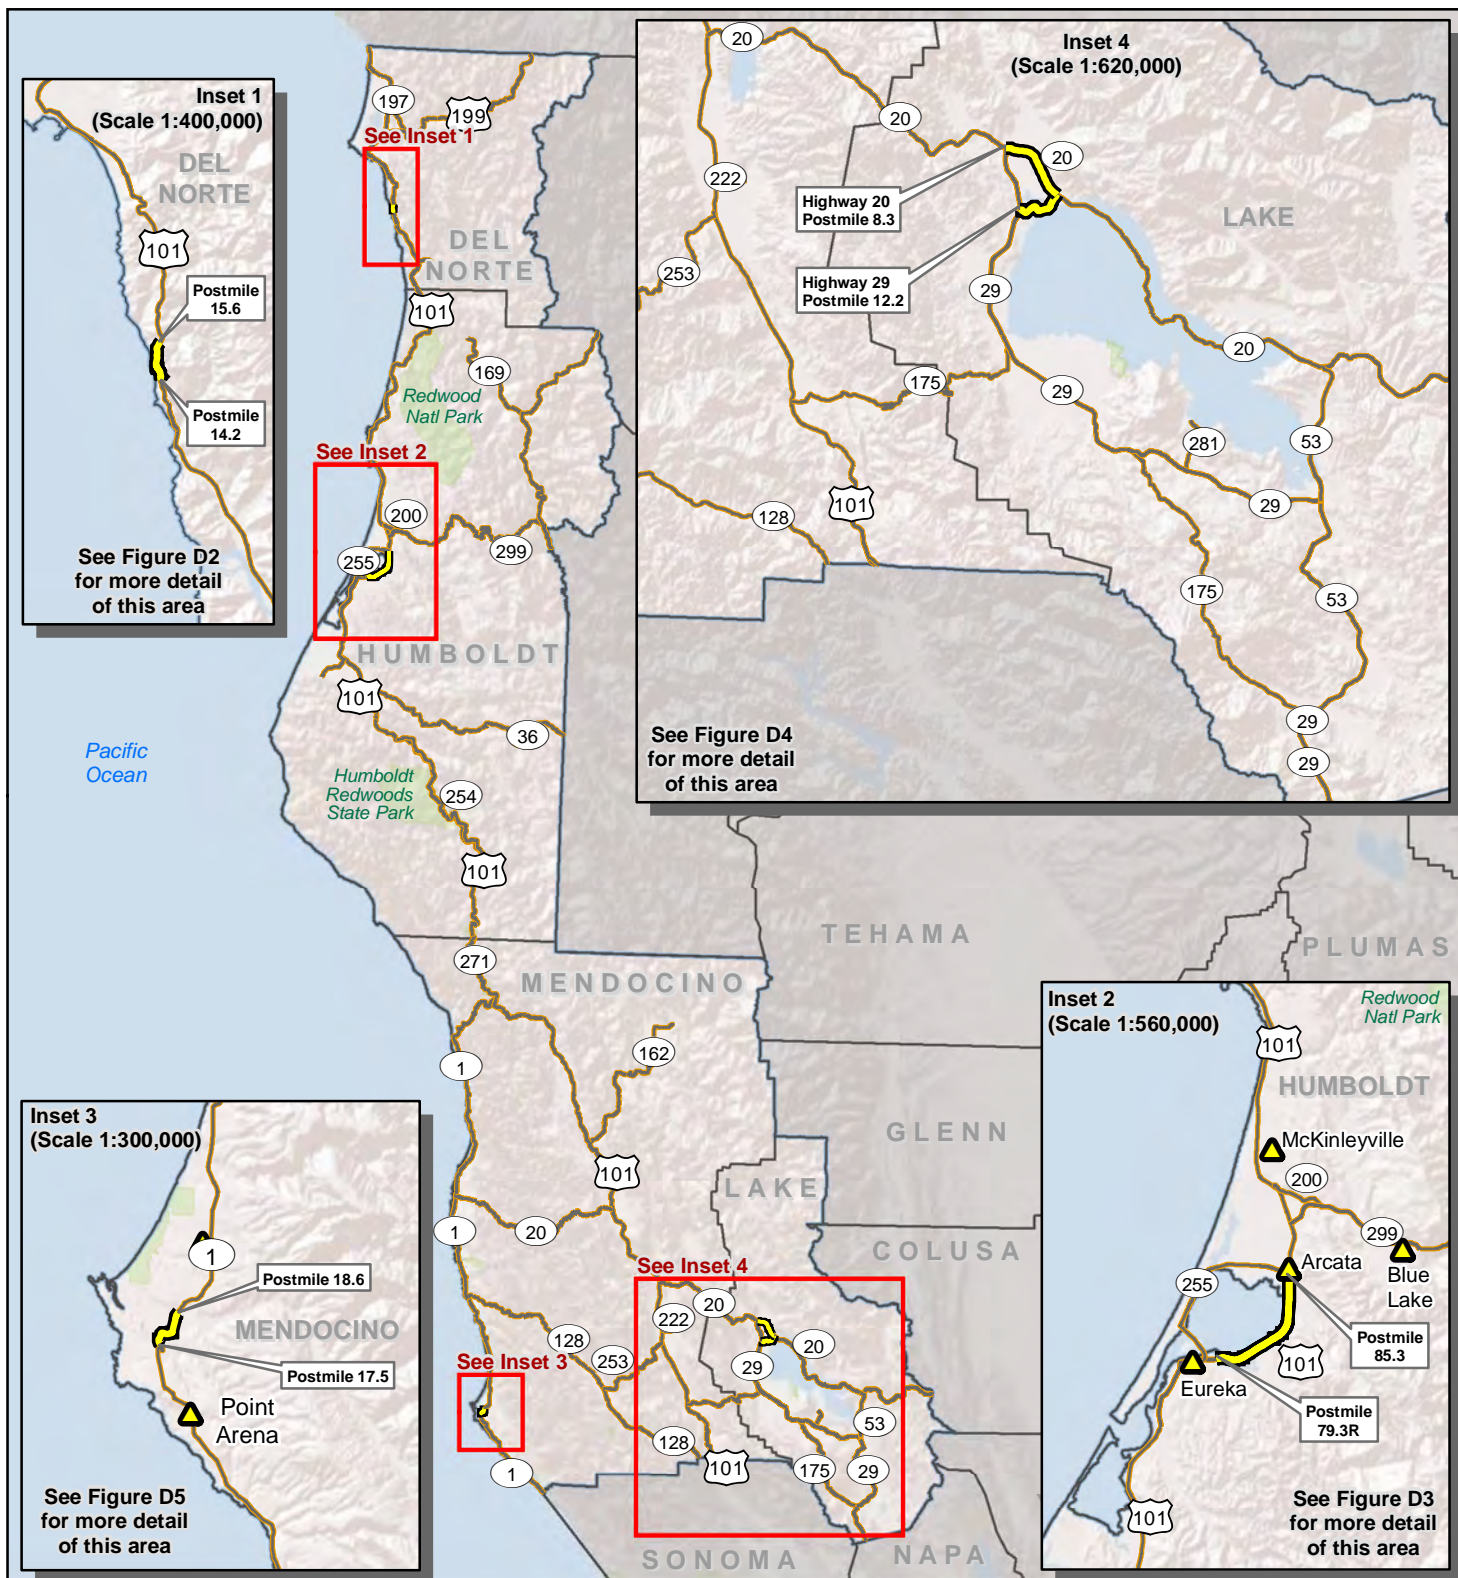 Inset 1
(Scale 1:400,000)
DEL
NORTE
101
Postmile
15.6
Postmile
14.2
See Figure D2
for more detail
of this area
197
199
See Inset 1
DEL
NORTE
101
169
Redwood
Natl Park
See Inset 2
200
255
299
HUMBOLDT
101
36
Pacific
Ocean
Humboldt
Redwoods
State Park
254
101
271
MENDOCINO
1
162
101
LAKE
1
20
See Inset 4
20
222
128
253
20
29
See Inset 3
53
128
101
175
29
1
SONOMA
NAPA
TEHAMA
PLUMAS
GLENN
COLUSA
Inset 4
(Scale 1:620,000)
20
20
20
222
Highway 20
Postmile 8.3
LAKE
253
Highway 29
Postmile 12.2
29
20
175
29
281
53
29
128
101
175
53
29
29
See Figure D4
for more detail
of this area
Inset 3
(Scale 1:300,000)
1
Postmile 18.6
MENDOCINO
Postmile 17.5
Point
Arena
See Figure D5
for more detail
of this area
Inset 2
(Scale 1:560,000)
Redwood
Natl Park
101
HUMBOLDT
McKinleyville
200
299
Arcata
Blue
Lake
255
Postmile
85.3
101
Eureka
Postmile
79.3R
101
See Figure D3
for more detail
of this area